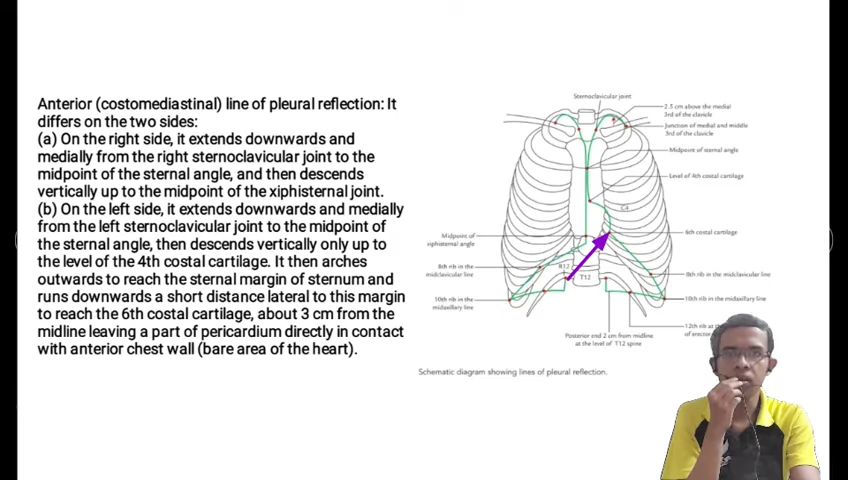 Anterior (costomediastinal) line of pleural reflection: It
differs on the two sides:
(a) On the right side, it extends downwards and
medially from the right sternoclavicular joint to the
midpoint of the sternal angle, and then descends
vertically up to the midpoint of the xiphisternal joint.
(b) On the left side, it extends downwards and medially
from the left sternoclavicular joint to the midpoint of
the sternal angle, then descends vertically only up to
the level of the 4th costal cartilage. It then arches
outwards to reach the sternal margin of sternum and
runs downwards a short distance lateral to this margin
to reach the 6th costal cartilage, about 3 cm from the
midline leaving a part of pericardium directly in contact
with anterior chest wall (bare area of the heart).
Sternoclavicular joint
2.5 cm above the medial
3rd of the clavicle
Junction of medial and middle
3rd of the clavicle
Midpoint of sternal angle
Level of 4th costal cartilage
C4
Midpoint of
xiphisternal angle
6th costal cartilage
8th rib in the
midclavicular line
R12
T12
8th rib in the midclavicular line
10th rib in the
midaxillary line
10th rib in the midaxillary line
12th rib at the
of erector
Posterior end 2 cm from midline
at the level of T12 spine
Schematic diagram showing lines of pleural reflection.